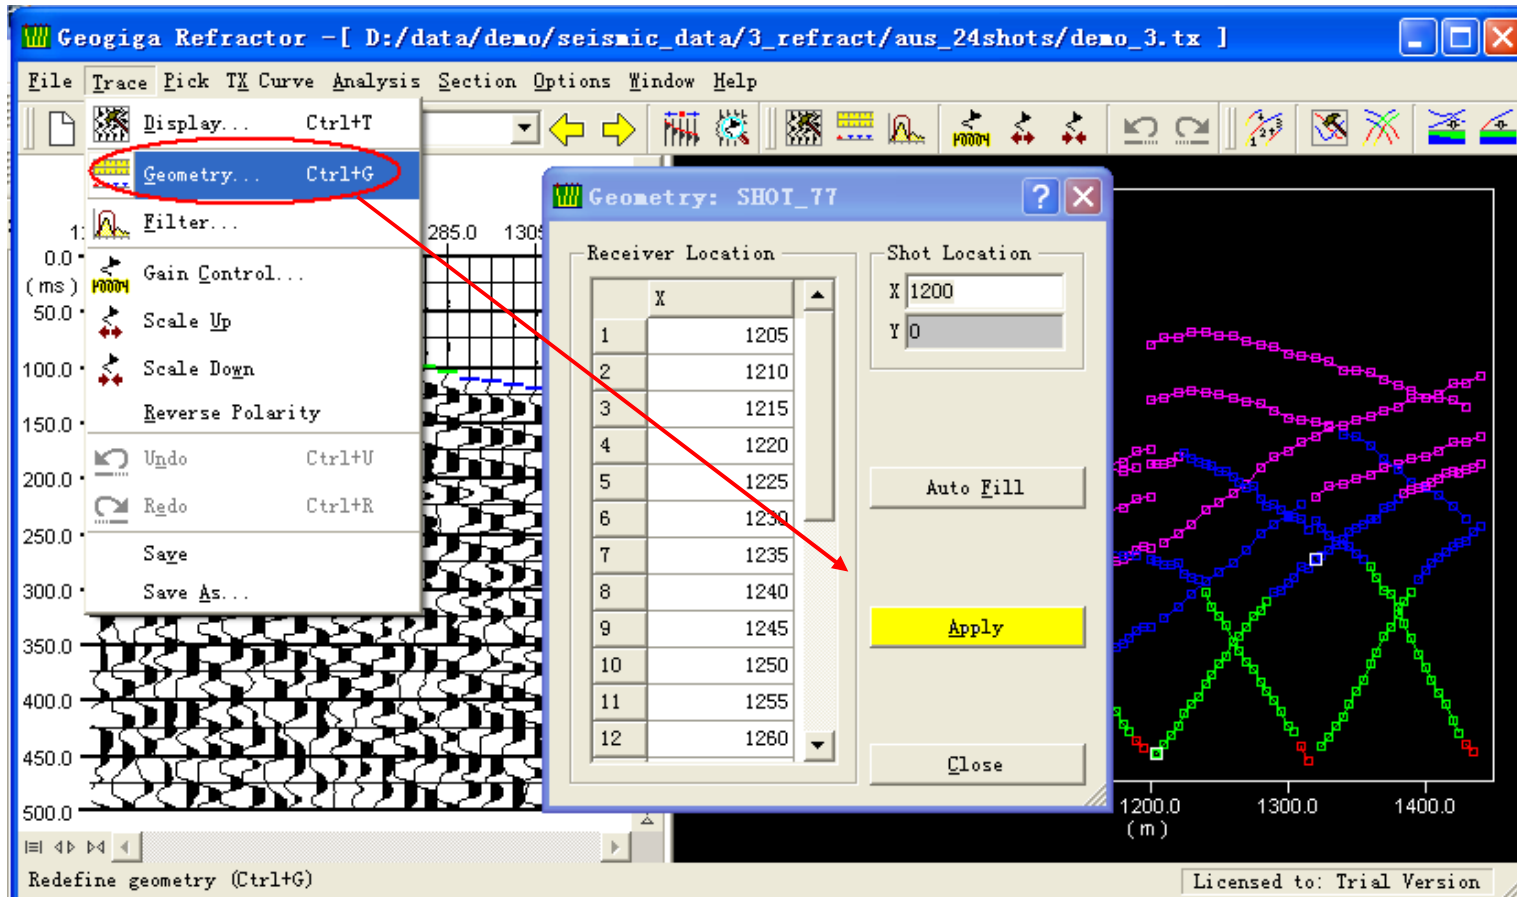 Geogiga Refractor -[ D:/data/demo/seismic_data/3_refract/aus_24shots/demo_3.tx ]
File Trace Pick TX Curve Analysis Section Options Window Help
Display... Ctrl+T
Geometry... Ctrl+G
Filter...
Gain Control...
Scale Up
Scale Down
Reverse Polarity
Undo Ctrl+U
Redo Ctrl+R
Save
Save As...
285.0
0.0
(ms)
50.0
100.0
150.0
200.0
250.0
300.0
350.0
400.0
450.0
500.0
Geometry: SHOT_77
Receiver Location
X
1 1205
2 1210
3 1215
4 1220
5 1225
6 1230
7 1235
8 1240
9 1245
10 1250
11 1255
12 1260
Shot Location
X 1200
Y 0
Auto Fill
Apply
Close
1200.0 1300.0 1400.0
(m)
Redefine geometry (Ctrl+G)
Licensed to: Trial Version